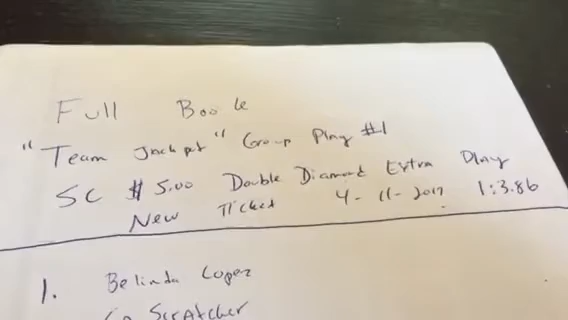 Full Book
"Team Jackpot" Group Play #1
SC $5.00 Double Diamond Extra Play
New Ticket 4-11-2017 1:3.86
1. Belinda Lopez
Scratcher